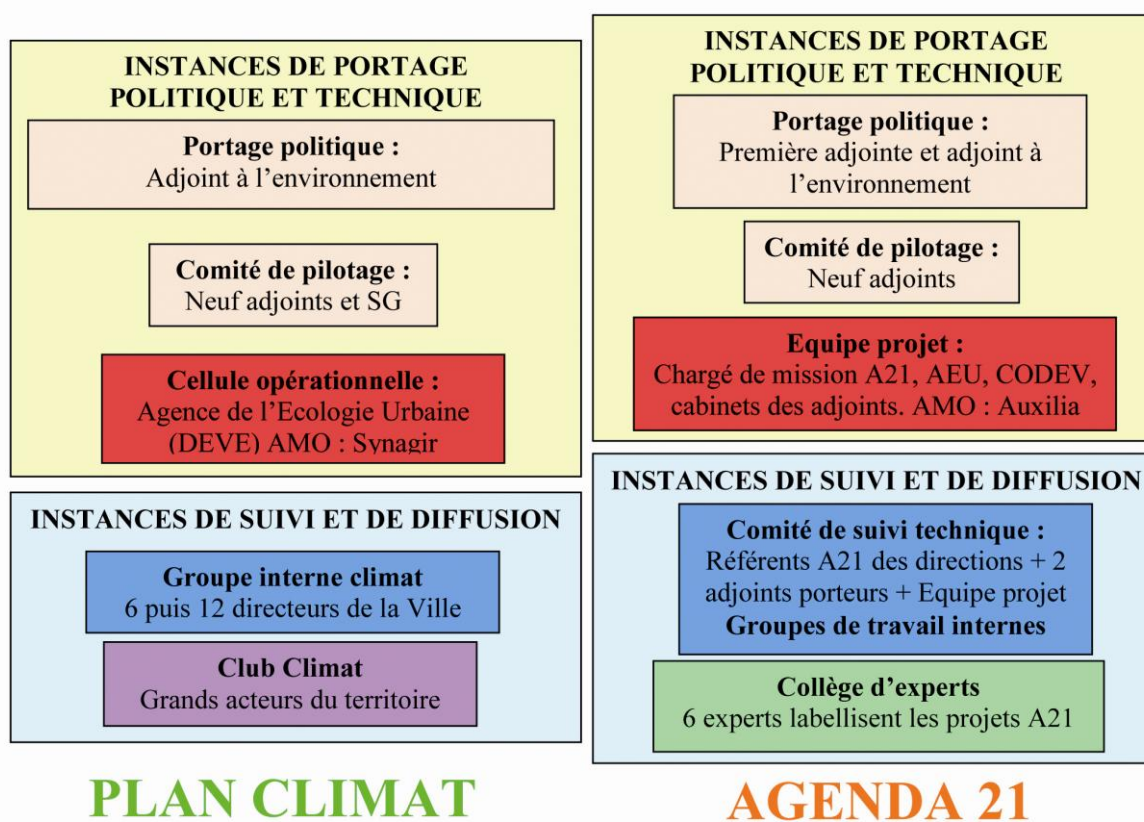 INSTANCES DE PORTAGE
POLITIQUE ET TECHNIQUE
Portage politique :
Adjoint à l’environnement
Comité de pilotage :
Neuf adjoints et SG
Cellule opérationnelle :
Agence de l’Ecologie Urbaine
(DEVE) AMO : Synagir
INSTANCES DE SUIVI ET DE DIFFUSION
Groupe interne climat
6 puis 12 directeurs de la Ville
Club Climat
Grands acteurs du territoire
PLAN CLIMAT
INSTANCES DE PORTAGE
POLITIQUE ET TECHNIQUE
Portage politique :
Première adjointe et adjoint à
l’environnement
Comité de pilotage :
Neuf adjoints
Equipe projet :
Chargé de mission A21, AEU, CODEV,
cabinets des adjoints. AMO : Auxilia
INSTANCES DE SUIVI ET DE DIFFUSION
Comité de suivi technique :
Référents A21 des directions + 2
adjoints porteurs + Equipe projet
Groupes de travail internes
Collège d’experts
6 experts labellisent les projets A21
AGENDA 21